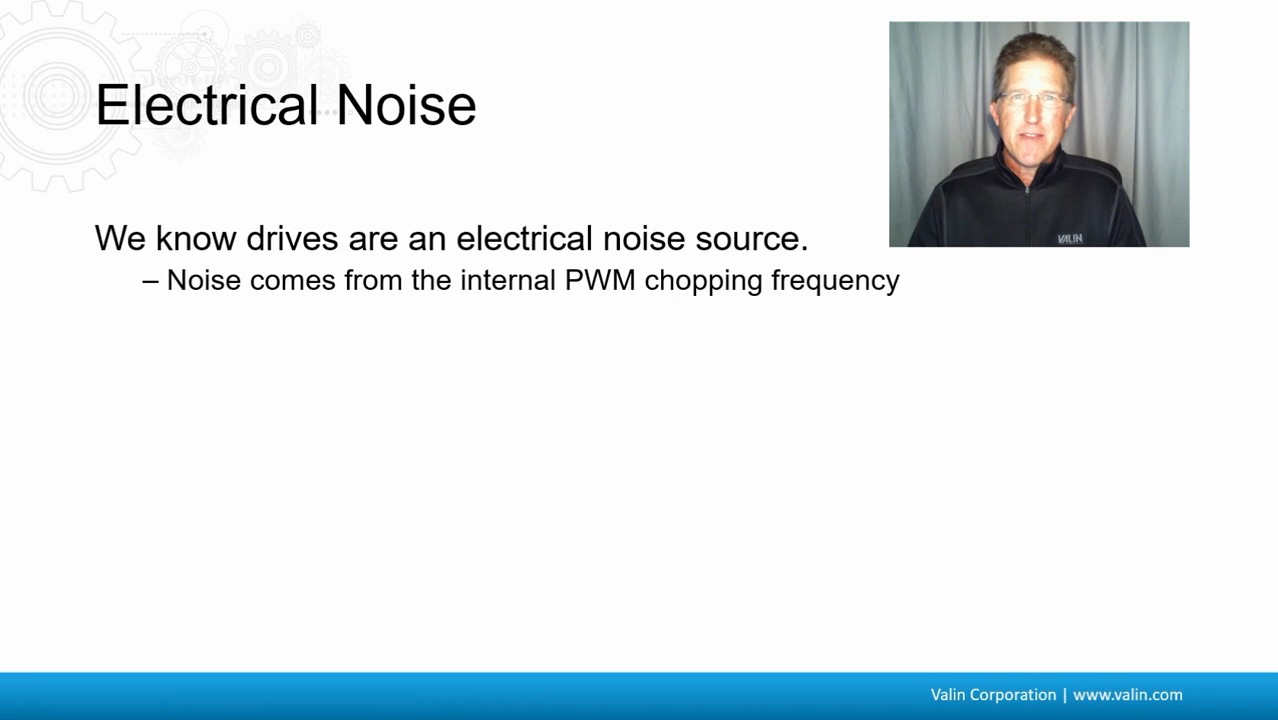 Electrical Noise
We know drives are an electrical noise source.
– Noise comes from the internal PWM chopping frequency
VALIN
Valin Corporation | www.valin.com